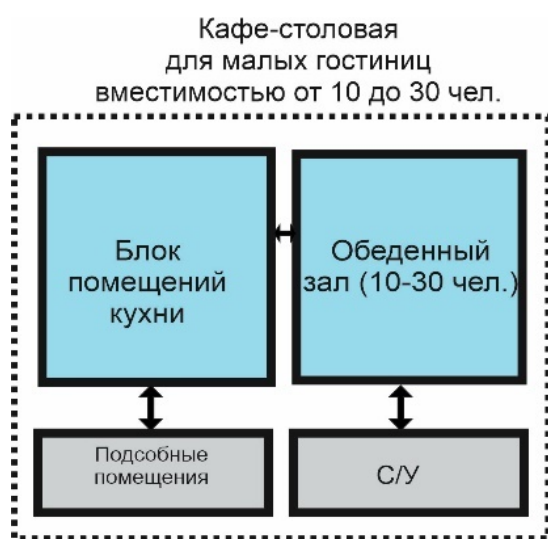 Кафе-столовая
для малых гостиниц
вместимостью от 10 до 30 чел.
Блок
помещений
кухни
Обеденный
зал (10-30 чел.)
Подсобные
помещения
С/У